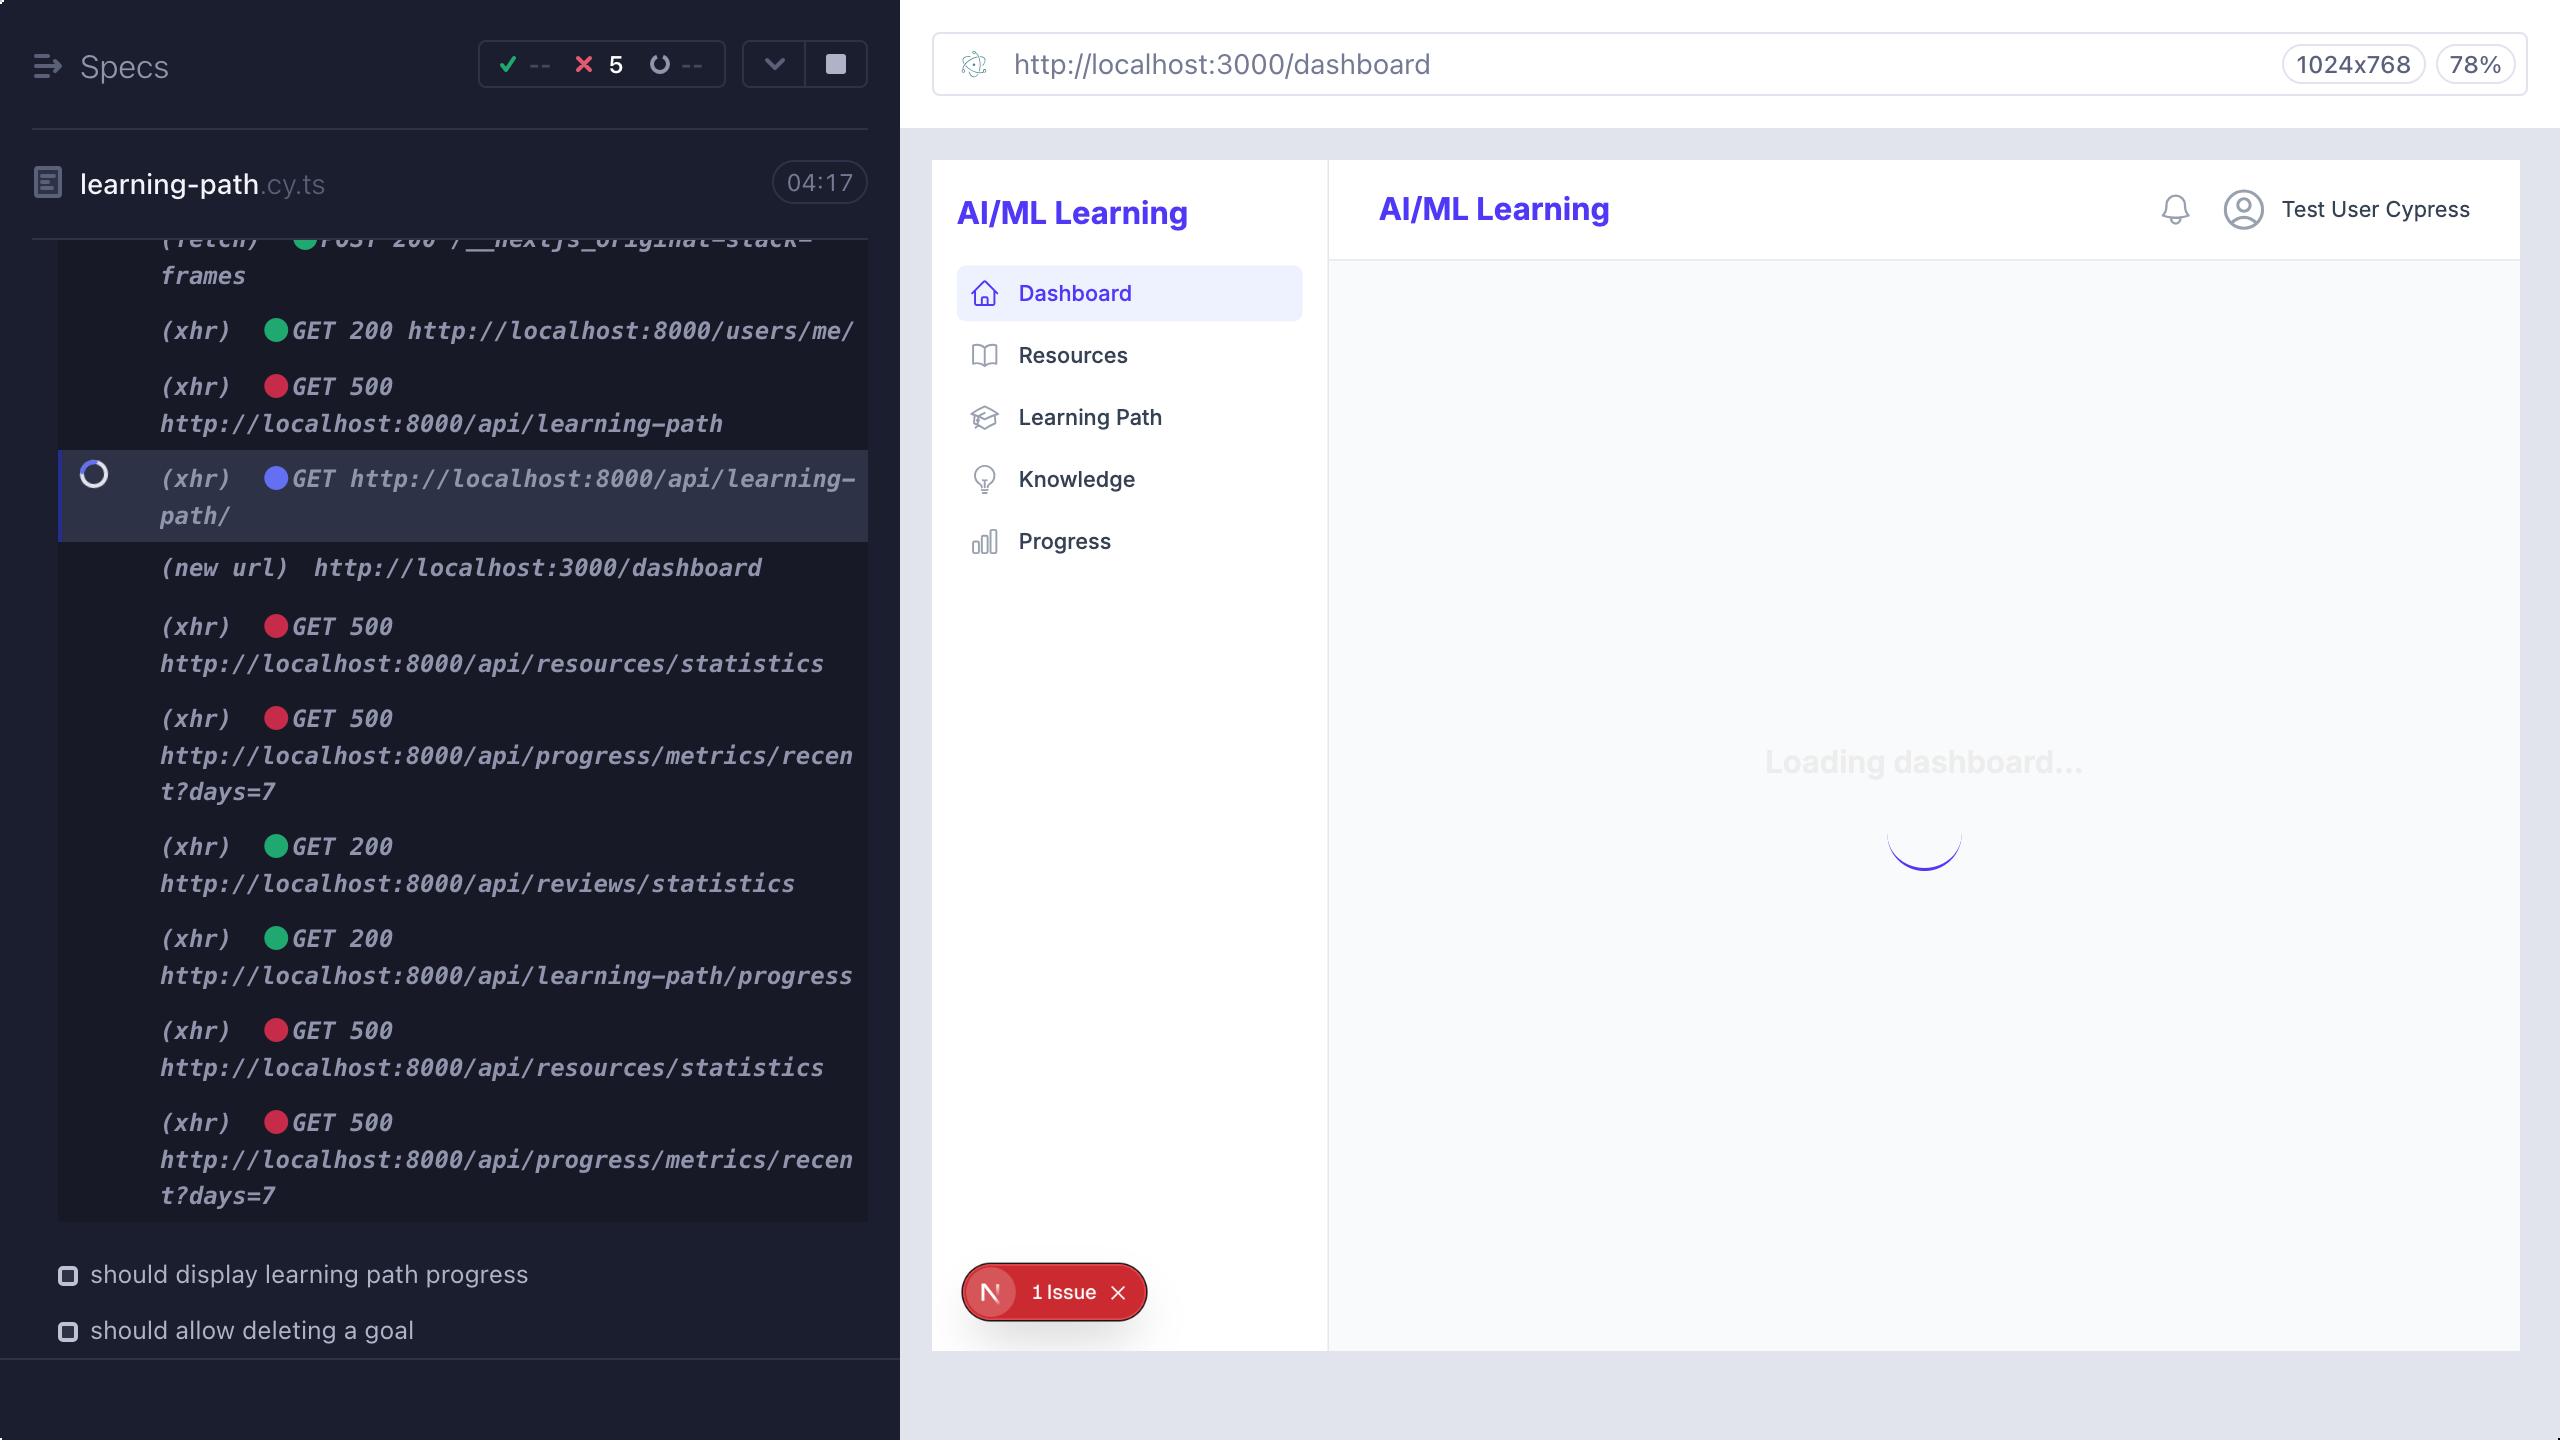 Specs
-- 5 --
learning-path.cy.ts
04:17
(fetch) POST 200 /__nextjs_original-stack-
frames
(xhr) GET 200 http://localhost:8000/users/me/
(xhr) GET 500
http://localhost:8000/api/learning-path
(xhr) GET http://localhost:8000/api/learning-
path/
(new url) http://localhost:3000/dashboard
(xhr) GET 500
http://localhost:8000/api/resources/statistics
(xhr) GET 500
http://localhost:8000/api/progress/metrics/recen
t?days=7
(xhr) GET 200
http://localhost:8000/api/reviews/statistics
(xhr) GET 200
http://localhost:8000/api/learning-path/progress
(xhr) GET 500
http://localhost:8000/api/resources/statistics
(xhr) GET 500
http://localhost:8000/api/progress/metrics/recen
t?days=7
should display learning path progress
should allow deleting a goal
http://localhost:3000/dashboard
1024x768
78%
AI/ML Learning
Dashboard
Resources
Learning Path
Knowledge
Progress
N 1 Issue
AI/ML Learning
Test User Cypress
Loading dashboard...